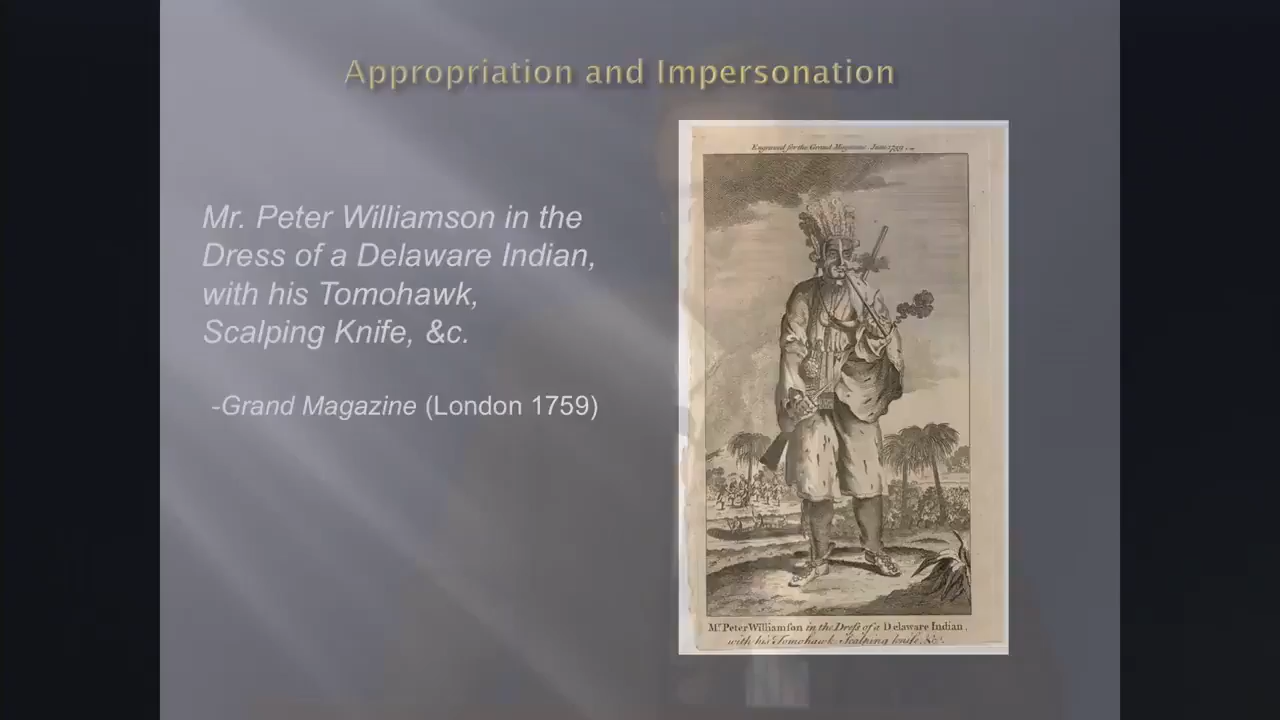 Appropriation and Impersonation
Mr. Peter Williamson in the
Dress of a Delaware Indian,
with his Tomohawk,
Scalping Knife, &c.
-Grand Magazine (London 1759)
Engraved for the Grand Magazine June 1759
Mr. Peter Williamson in the Dreſs of a Delaware Indian,
with his Tomohawk Scalping knife, &c.